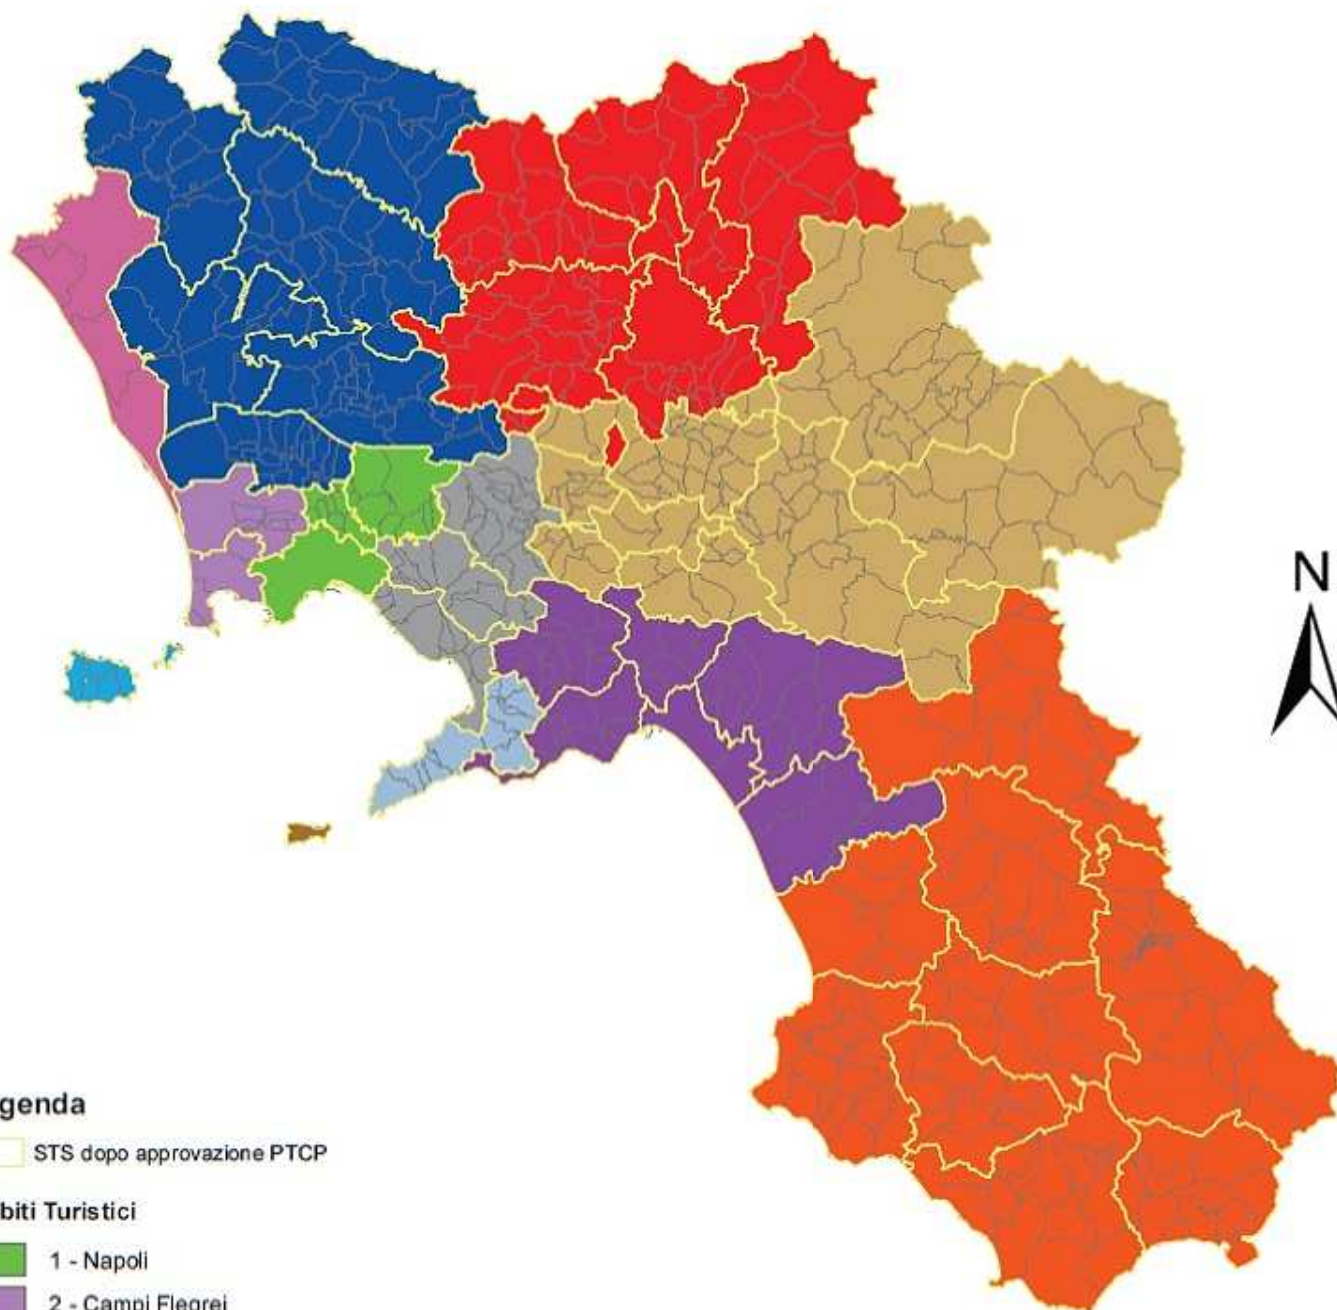 N
genda
STS dopo approvazione PTCP
biti Turistici
1 - Napoli
2 - Campi Flegrei